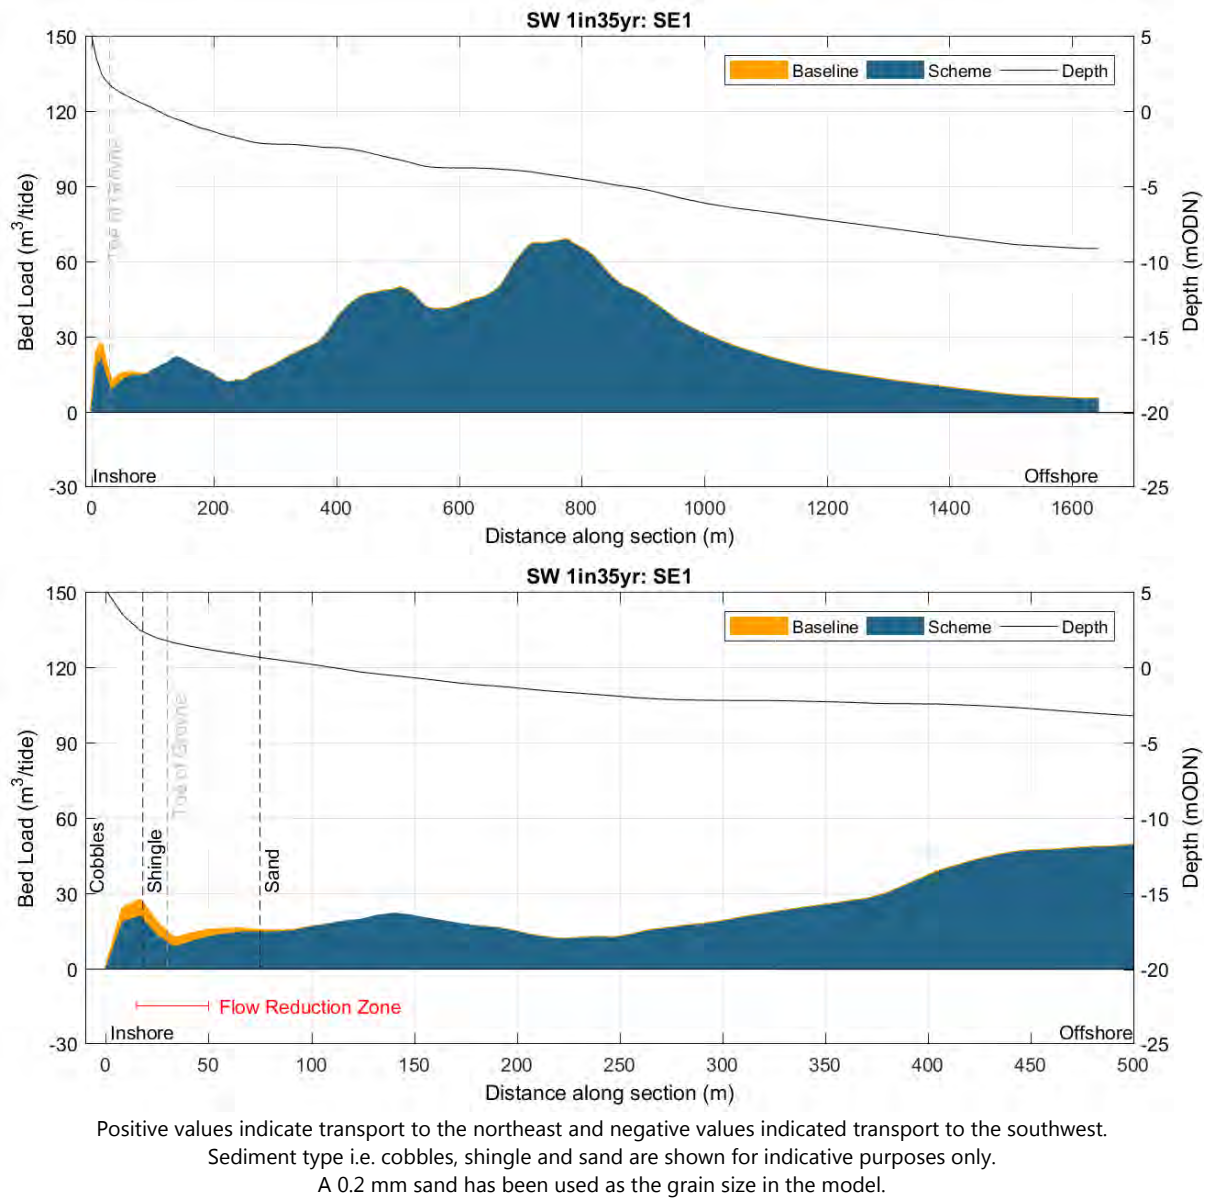 SW 1in35yr: SE1
Baseline Scheme Depth
150 120 90 60 30 0 -30
Bed Load (m³/tide)
5 0 -5 -10 -15 -20 -25
Depth (mODN)
Toe of Groyne
Inshore Offshore
0 200 400 600 800 1000 1200 1400 1600
Distance along section (m)
SW 1in35yr: SE1
Baseline Scheme Depth
150 120 90 60 30 0 -30
Bed Load (m³/tide)
5 0 -5 -10 -15 -20 -25
Depth (mODN)
Cobbles
Shingle
Toe of Groyne
Sand
Flow Reduction Zone
Inshore Offshore
0 50 100 150 200 250 300 350 400 450 500
Distance along section (m)
Positive values indicate transport to the northeast and negative values indicated transport to the southwest.
Sediment type i.e. cobbles, shingle and sand are shown for indicative purposes only.
A 0.2 mm sand has been used as the grain size in the model.